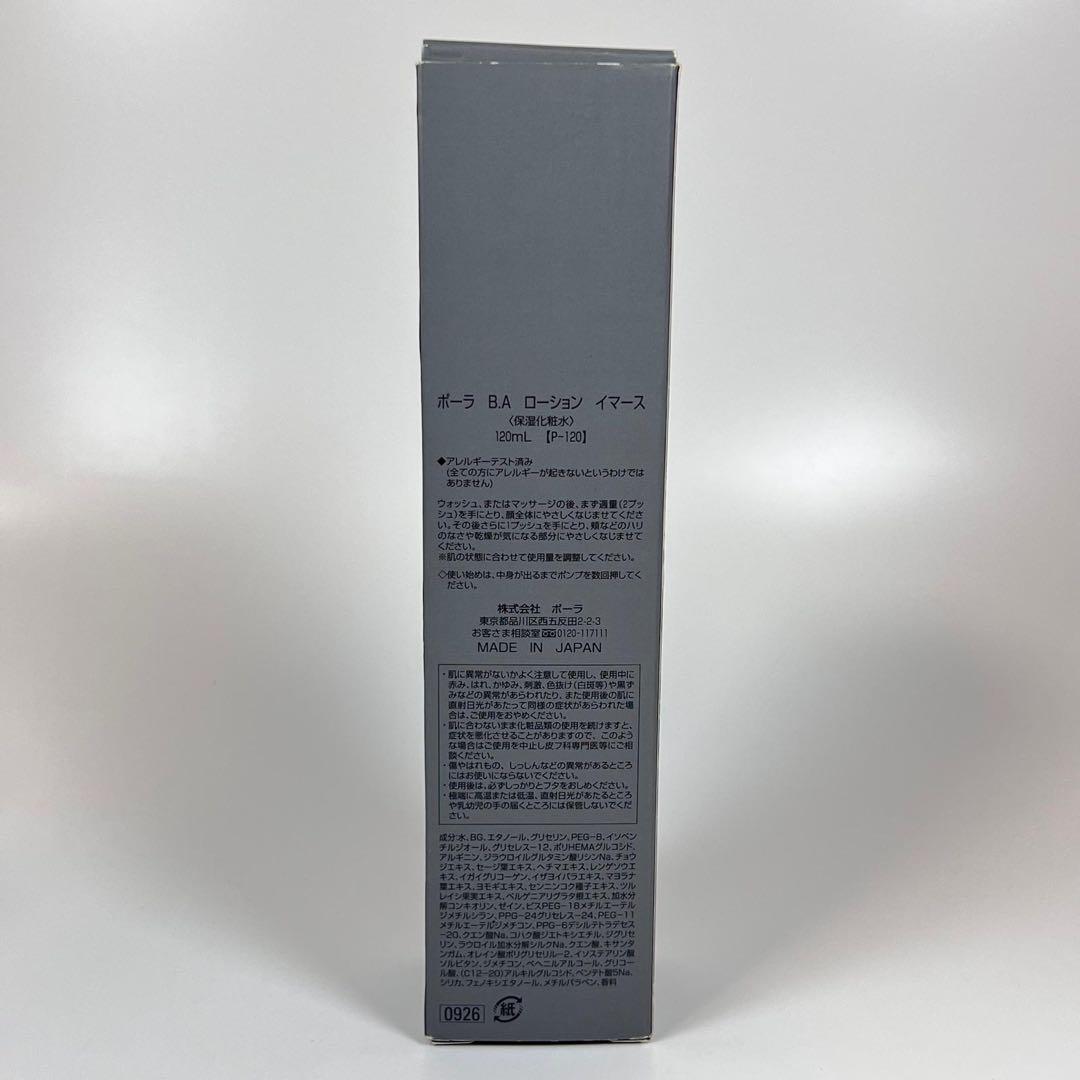 ポーラ B.A ローション イマース
〈保湿化粧水〉
120mL 【P-120】
◆アレルギーテスト済み
(全ての方にアレルギーが起きないというわけでは
ありません)
ウォッシュ、またはマッサージの後、まず適量(2プッ
シュ)を手にとり、顔全体にやさしくなじませてくださ
い。その後さらに1プッシュを手にとり、頬などのハリ
のなさや乾燥が気になる部分にやさしくなじませて
ください。
※肌の状態に合わせて使用量を調整してください。
◇使い始めは、中身が出るまでポンプを数回押してく
ださい。
株式会社 ポーラ
東京都品川区西五反田2-2-3
お客さま相談室 0120-117111
MADE IN JAPAN
・肌に異常がないかよく注意して使用し、使用中に
赤み、はれ、かゆみ、刺激、色抜け(白斑等)や黒ず
みなどの異常があらわれたり、また使用後の肌に
直射日光があたって同様の症状があらわれた場
合は、ご使用をおやめください。
・肌に合わないまま化粧品類の使用を続けますと、
症状を悪化させることがありますので、このよう
な場合はご使用を中止し皮フ科専門医等にご相
談ください。
・傷やはれもの、しっしんなどの異常があるところ
にはお使いにならないでください。
・使用後は、必ずしっかりとフタをおしめください。
・極端に高温または低温、直射日光があたるところ
や乳幼児の手の届くところには保管しないでくだ
さい。
成分:水、BG、エタノール、グリセリン、PEG-8、イソペン
チルジオール、グリセレス-12、ポリHEMAグルコシド、
アルギニン、ジラウロイルグルタミン酸リシンNa、チョウ
ジエキス、セージ葉エキス、ヘチマエキス、レンゲソウエ
キス、イガイグリコーゲン、イザヨイバラエキス、マヨラナ
葉エキス、ヨモギエキス、センニンコク種子エキス、ツル
レイシ果実エキス、ベルゲニアリグラタ根エキス、加水分
解コンキオリン、ゼイン、ビスPEG-18メチルエーテル
ジメチルシラン、PPG-24グリセレス-24、PEG-11
メチルエーテルジメチコン、PPG-6デシルテトラデセス
-20、クエン酸Na、コハク酸ジエトキシエチル、ジグリセ
リン、ラウロイル加水分解シルクNa、クエン酸、キサンタ
ンガム、オレイン酸ポリグリセリル-2、イソステアリン酸
ソルビタン、ジメチコン、ベヘニルアルコール、グリコー
ル酸、(C12-20)アルキルグルコシド、ペンテト酸5Na、
シリカ、フェノキシエタノール、メチルパラベン、香料
0926 紙